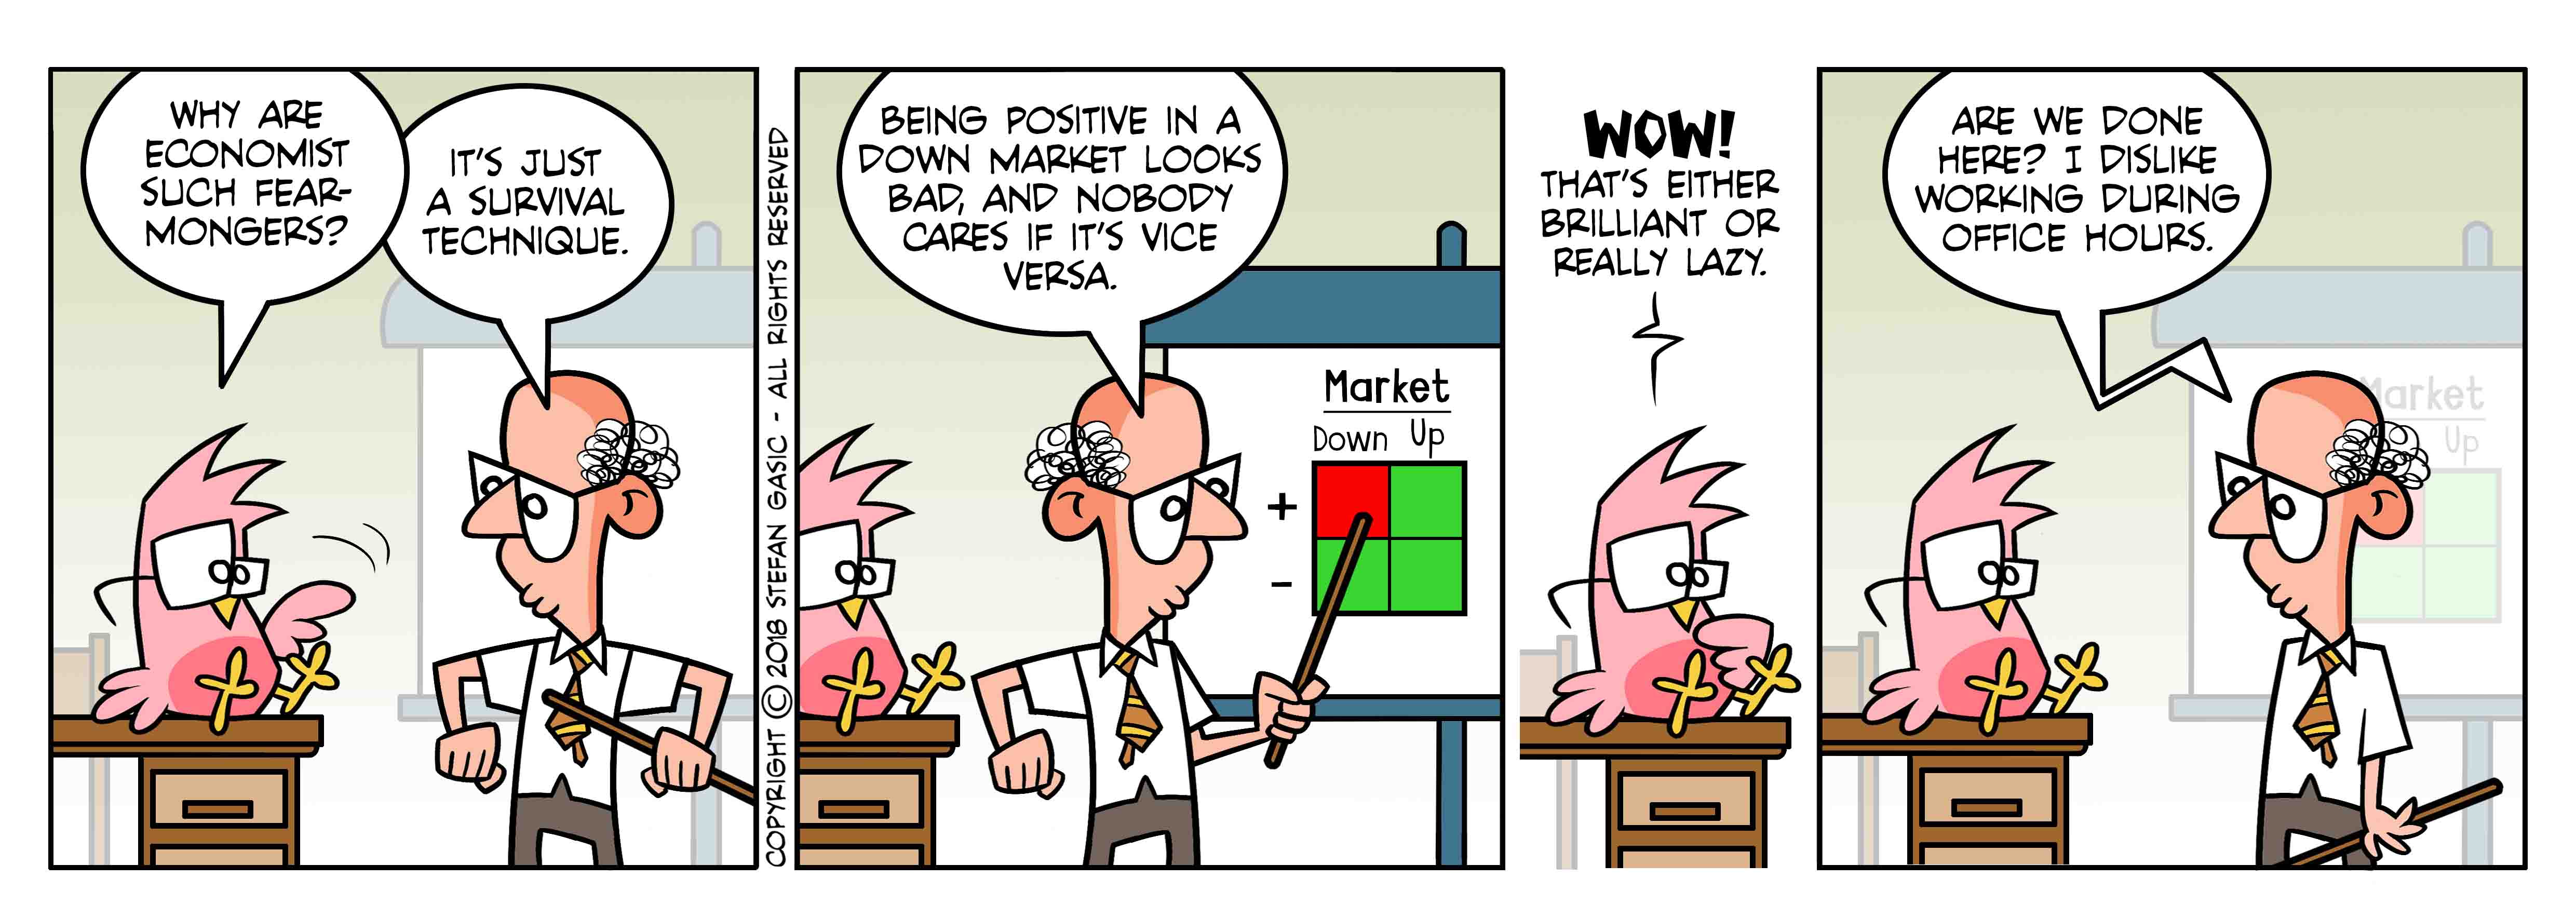 WHY ARE
ECONOMIST
SUCH FEAR-
MONGERS?
IT'S JUST
A SURVIVAL
TECHNIQUE.
COPYRIGHT © 2018 STEFAN GASIC - ALL RIGHTS RESERVED
BEING POSITIVE IN A
DOWN MARKET LOOKS
BAD, AND NOBODY
CARES IF IT'S VICE
VERSA.
Market
Down Up
+
-
WOW!
THAT'S EITHER
BRILLIANT OR
REALLY LAZY.
ARE WE DONE
HERE? I DISLIKE
WORKING DURING
OFFICE HOURS.
Market
Up